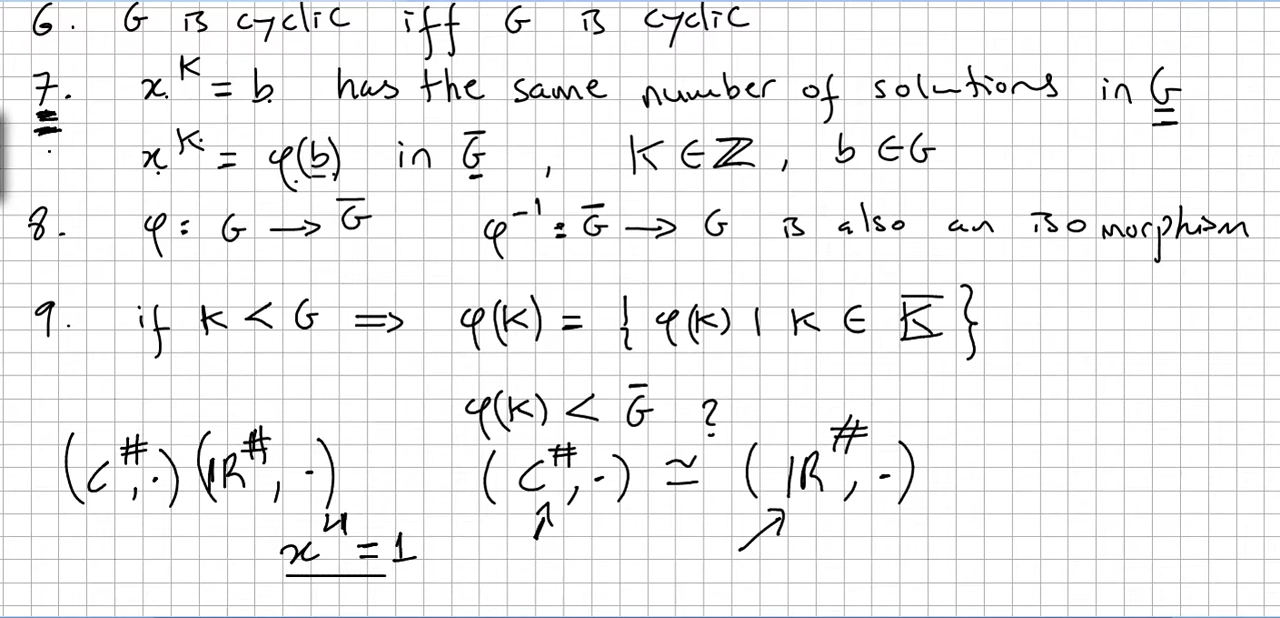 6. G is cyclic iff G is cyclic
7. x^K = b has the same number of solutions in G
x^K = φ(b) in G̅ , K ∈ ℤ, b ∈ G
8. φ: G → G̅ φ^-1: G̅ → G is also an isomorphism
9. if K < G ⇒ φ(K) = { φ(K) | K ∈ K̅ }
φ(K) < G̅ ?
(C^#, ·) (ℝ^#, ·) (C^#, ·) ≃ (ℝ^#, ·)
x^4 = 1